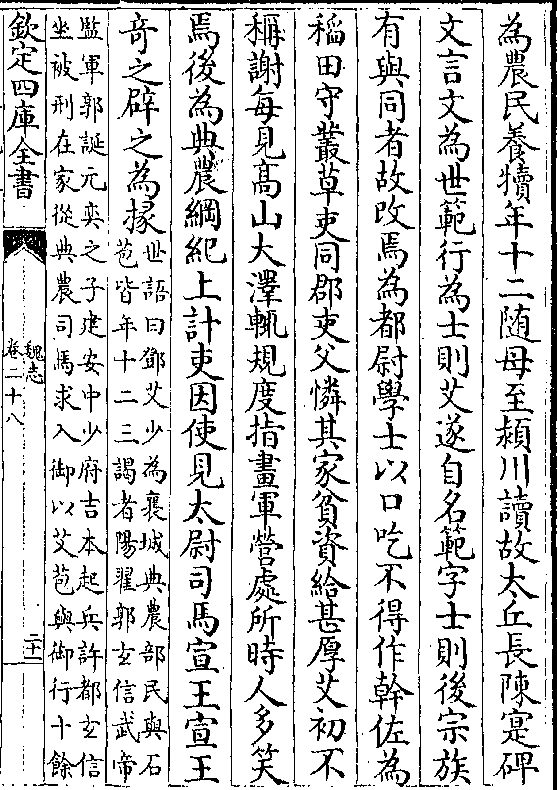 為農民養犢年十二随母至潁川讀故太丘長陳寔碑
文言文為世範行為士則艾遂自名範字士則後宗族
有與同者故改焉為都尉學士以口吃不得作幹佐為
稻田守叢草吏同郡吏父憐其家貧資給甚厚艾初不
稱謝每見高山大澤輒規度指畫軍營處所時人多笑
焉後為典農綱紀上計吏因使見太尉司馬宣王宣王
奇之辟之為掾
世語曰鄧艾少為襄城典農部民與石
苞皆年十二三謁者陽翟郭玄信武帝
監軍郭誕元奕之子建安中少府吉本起兵許都玄信
坐被刑在家從典農司馬求入御以艾苞與御行十餘
欽定四庫全書
魏志
卷二十八
二十一